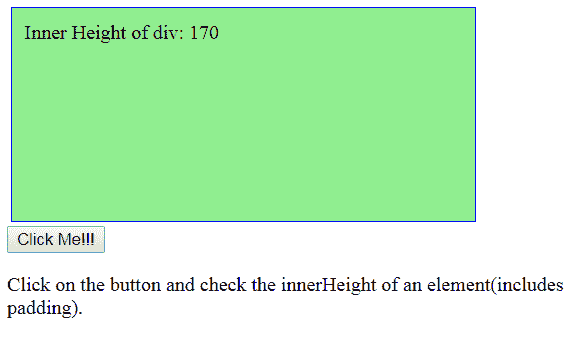 Inner Height of div: 170
Click Me!!!
Click on the button and check the innerHeight of an element(includes
padding).